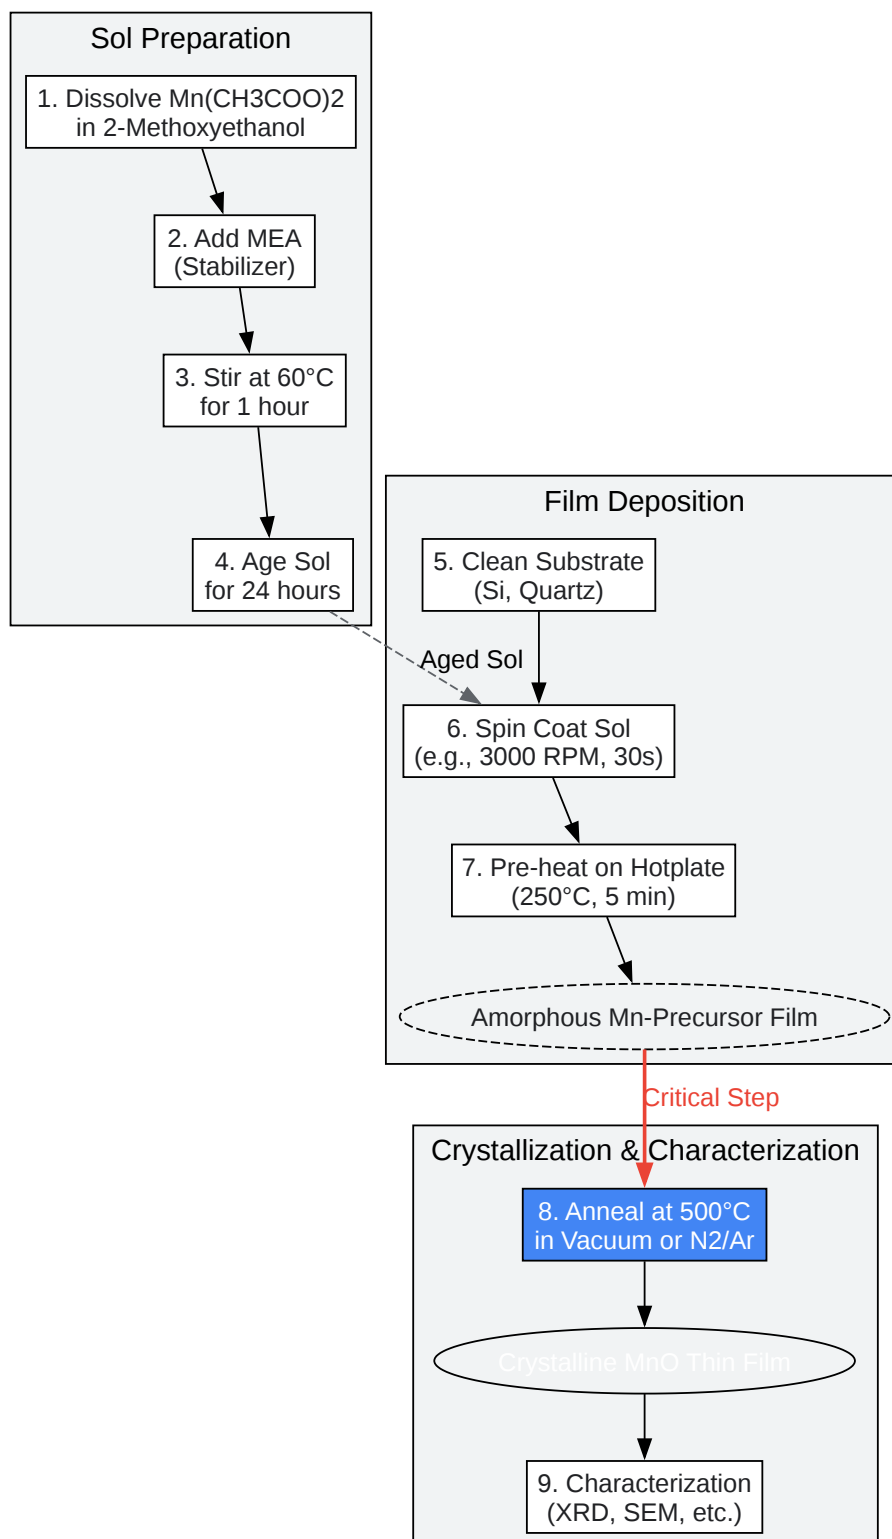 Sol Preparation
1. Dissolve Mn(CH3COO)2
in 2-Methoxyethanol
2. Add MEA
(Stabilizer)
3. Stir at 60°C
for 1 hour
4. Age Sol
for 24 hours
Film Deposition
5. Clean Substrate
(Si, Quartz)
Aged Sol
6. Spin Coat Sol
(e.g., 3000 RPM, 30s)
7. Pre-heat on Hotplate
(250°C, 5 min)
Amorphous Mn-Precursor Film
Critical Step
Crystallization & Characterization
8. Anneal at 500°C
in Vacuum or N2/Ar
Crystalline MnO Thin Film
9. Characterization
(XRD, SEM, etc.)